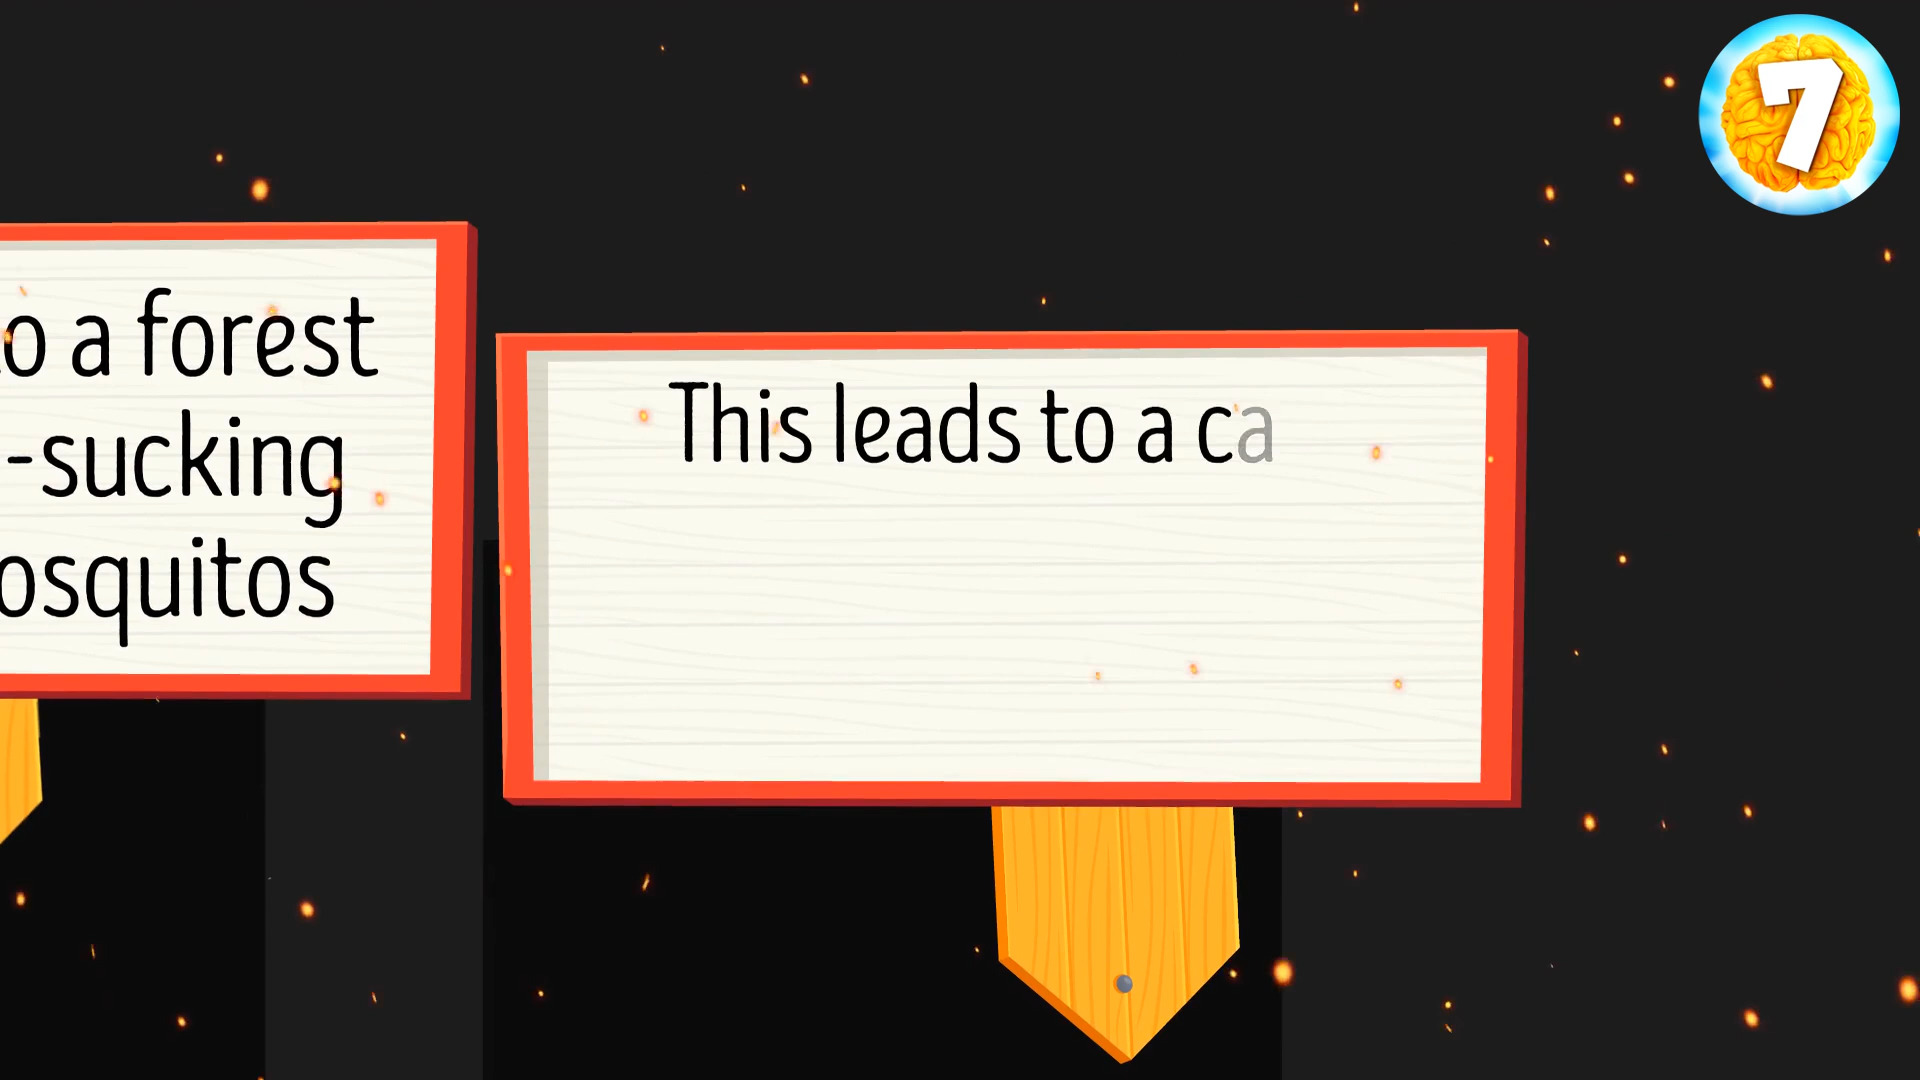 7
o a forest
-sucking
osquitos
This leads to a ca